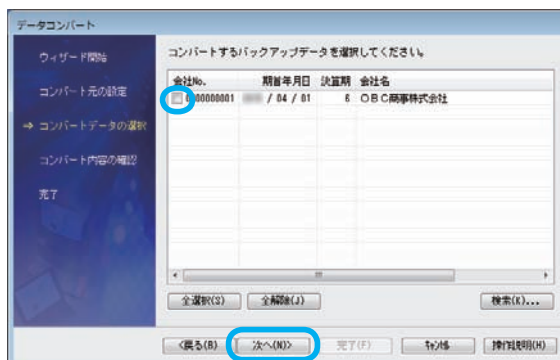 データコンバート
ウィザード開始
コンバート元の設定
⇒ コンバートデータの選択
コンバート内容の確認
完了
コンバートするバックアップデータを選択してください。
会社No. 期首年月日 決算期 会社名
0000000001 / 04 / 01 6 OBC商事株式会社
全選択(S) 全解除(J) 検索(K)...
<戻る(B) 次へ(N)> 完了(F) ｷｬﾝｾﾙ 操作説明(H)